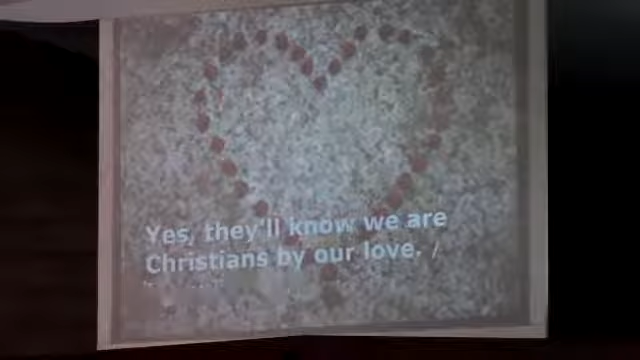 Yes, they'll know we are
Christians by our love. /